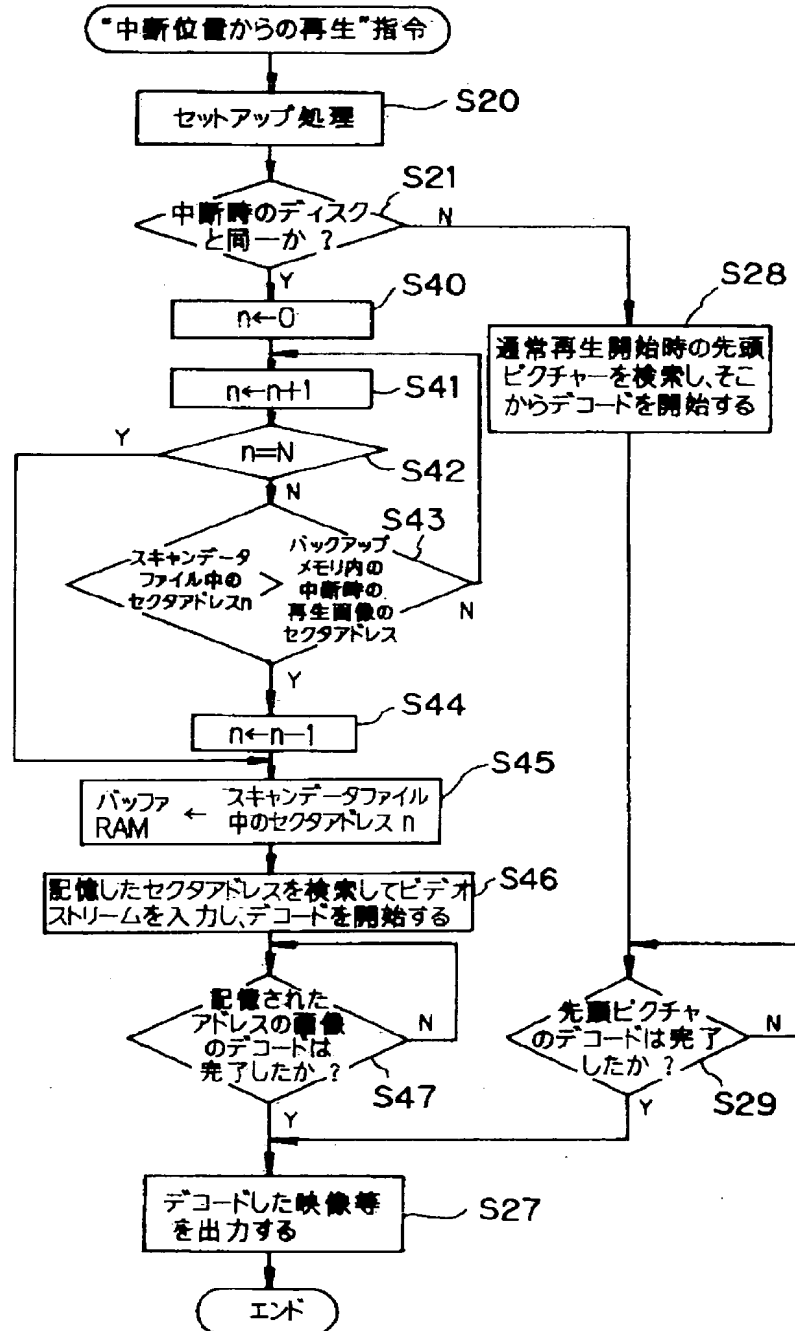 “中断位置からの再生”指令
セットアップ処理
S20
中断時のディスク
と同一か？
S21
N
Y
n←0
S40
n←n+1
S41
通常再生開始時の先頭
ピクチャーを検索し、そこ
からデコードを開始する
S28
Y
n=N
S42
N
スキャンデータ
ファイル中の
セクタアドレスn
>
バックアップ
メモリ内の
中断時の
再生画像の
セクタアドレス
S43
N
Y
n←n−1
S44
バッファ
RAM
←
スキャンデータファイル
中のセクタアドレス n
S45
記憶したセクタアドレスを検索してビデオ
ストリームを入力し、デコードを開始する
S46
記憶された
アドレスの画像
のデコードは
完了したか？
N
S47
Y
先頭ピクチャ
のデコードは完了
したか？
N
S29
Y
デコードした映像等
を出力する
S27
エンド